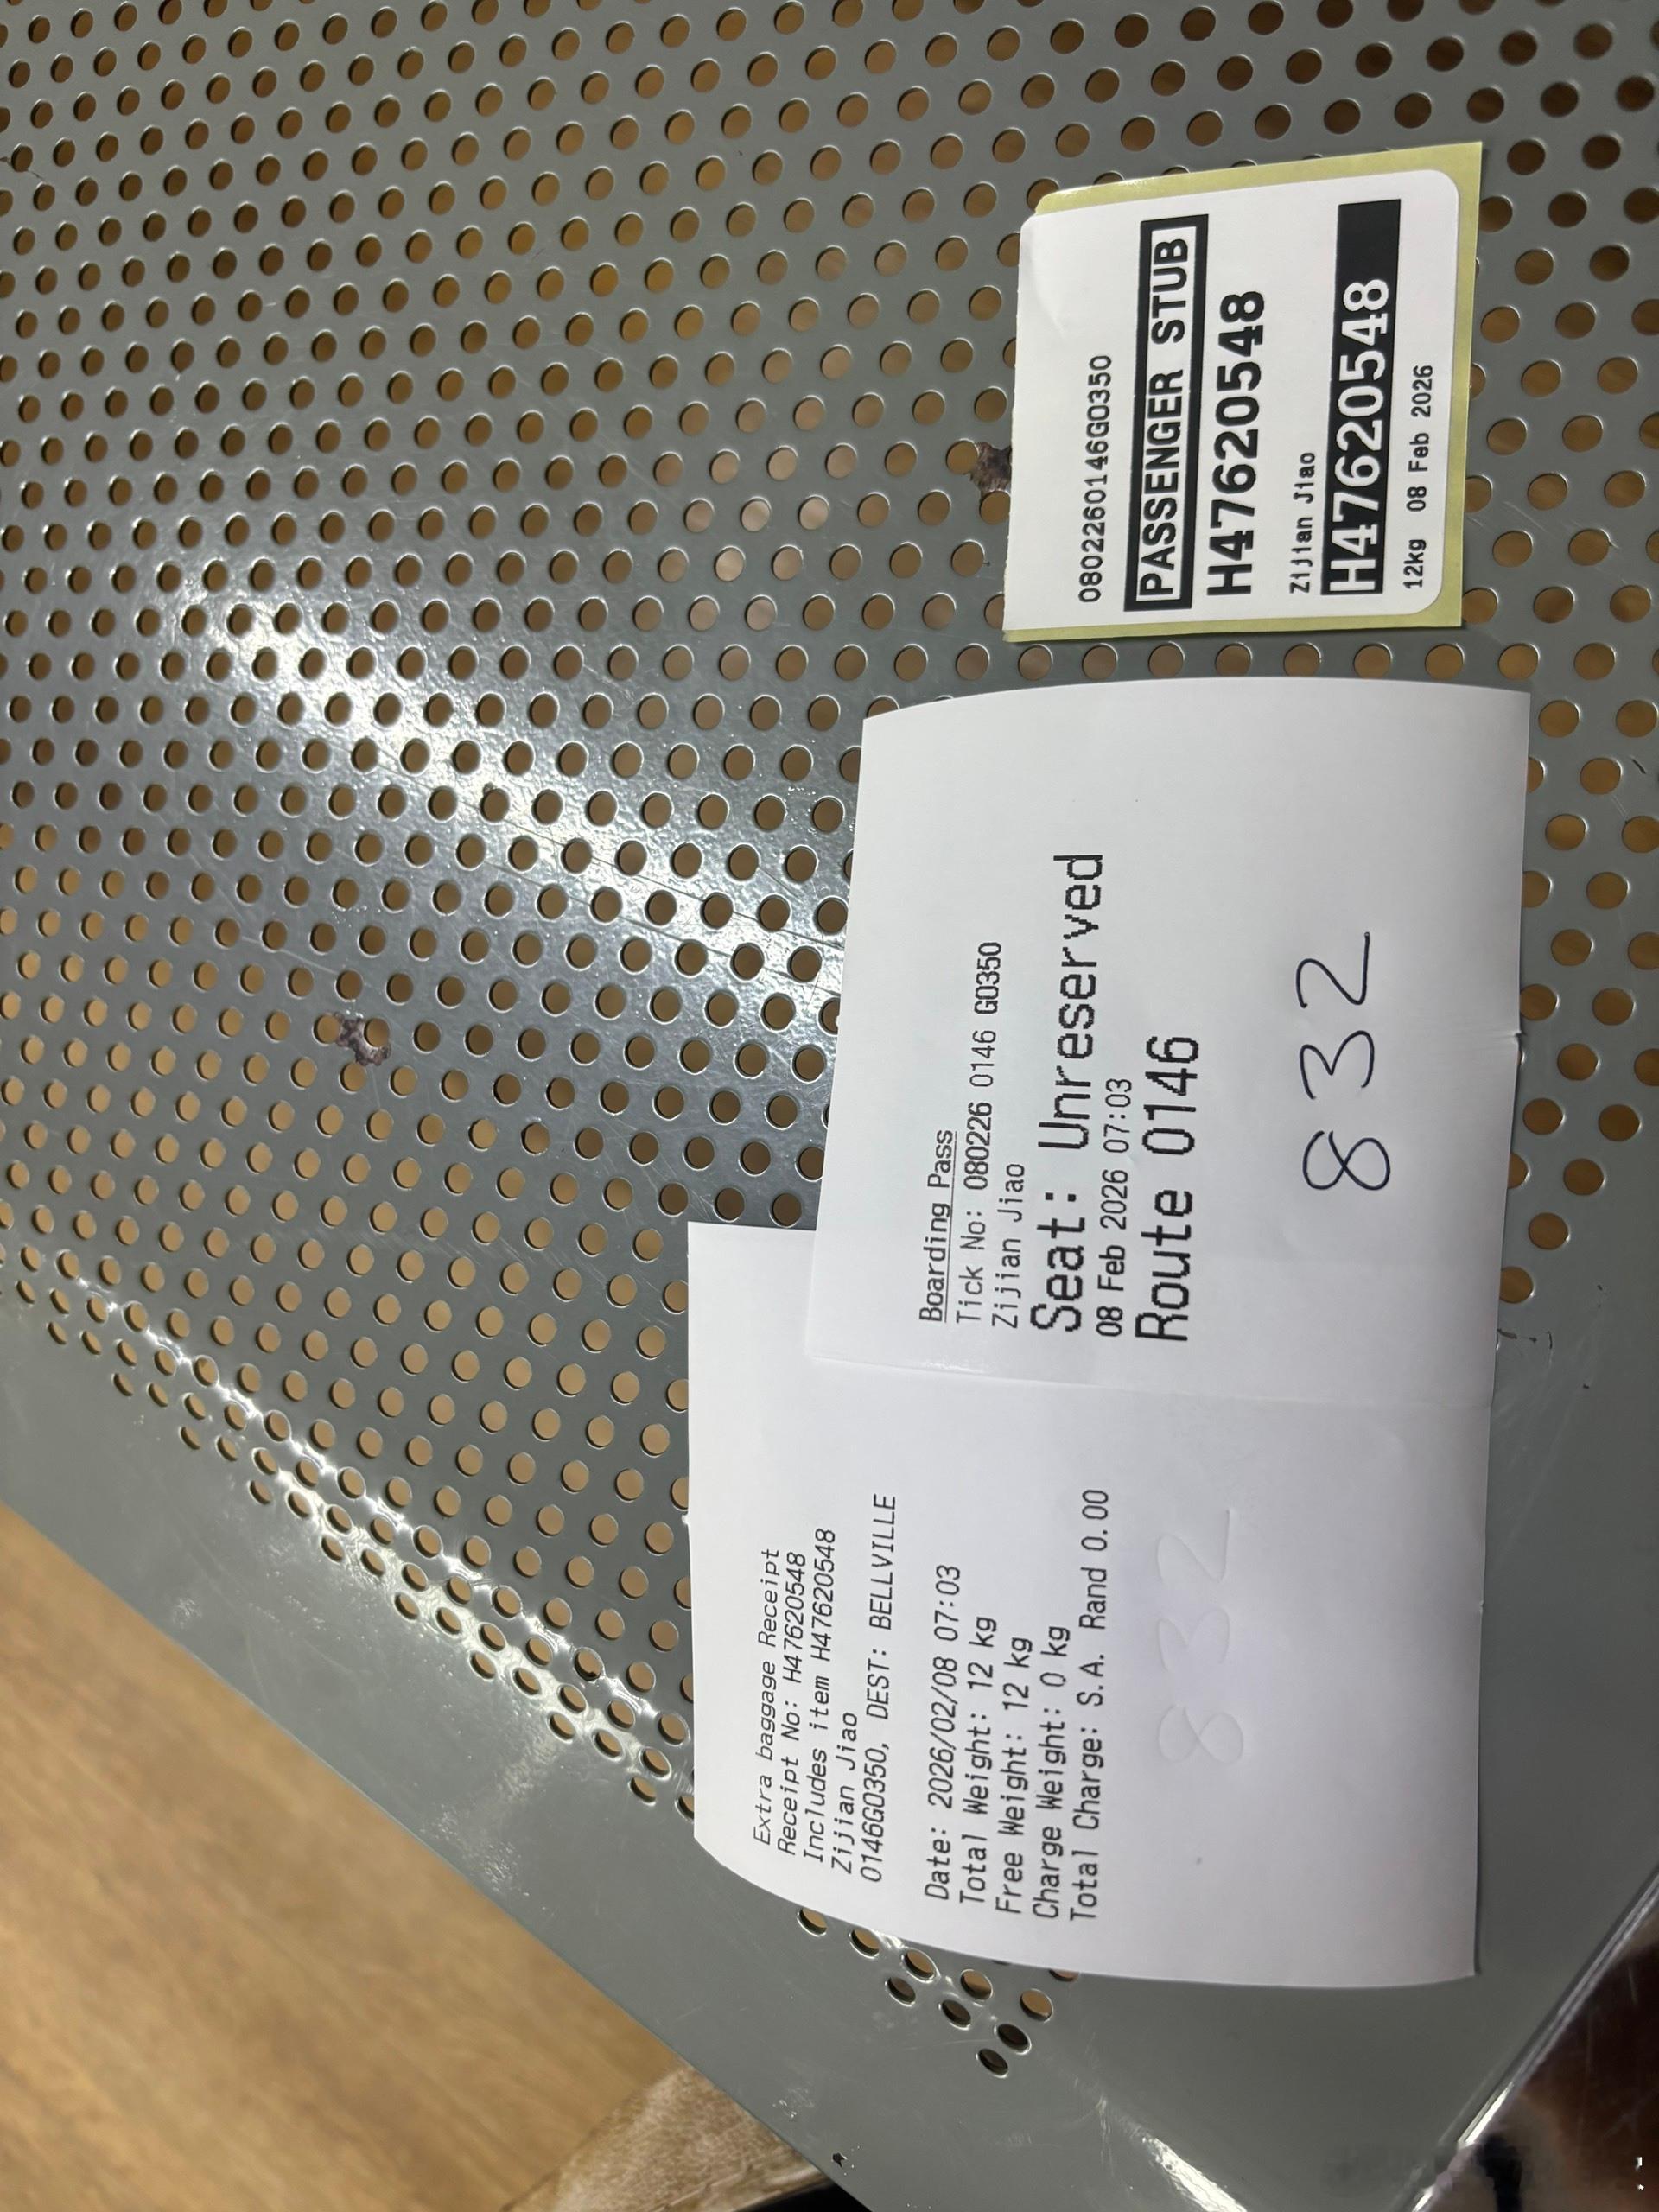 Extra baggage Receipt
Receipt No: H47620548
Includes item H47620548
Zijian Jiao
0146G0350, DEST: BELLVILLE
Date: 2026/02/08 07:03
Total Weight: 12 kg
Free Weight: 12 kg
Charge Weight: 0 kg
Total Charge: S.A. Rand 0.00
832
Boarding Pass
Tick No: 080226 0146 G0350
Zijian Jiao
Seat: Unreserved
08 Feb 2026 07:03
Route 0146
832
0802260146G0350
PASSENGER STUB
H47620548
Zijian Jiao
H47620548
12kg 08 Feb 2026